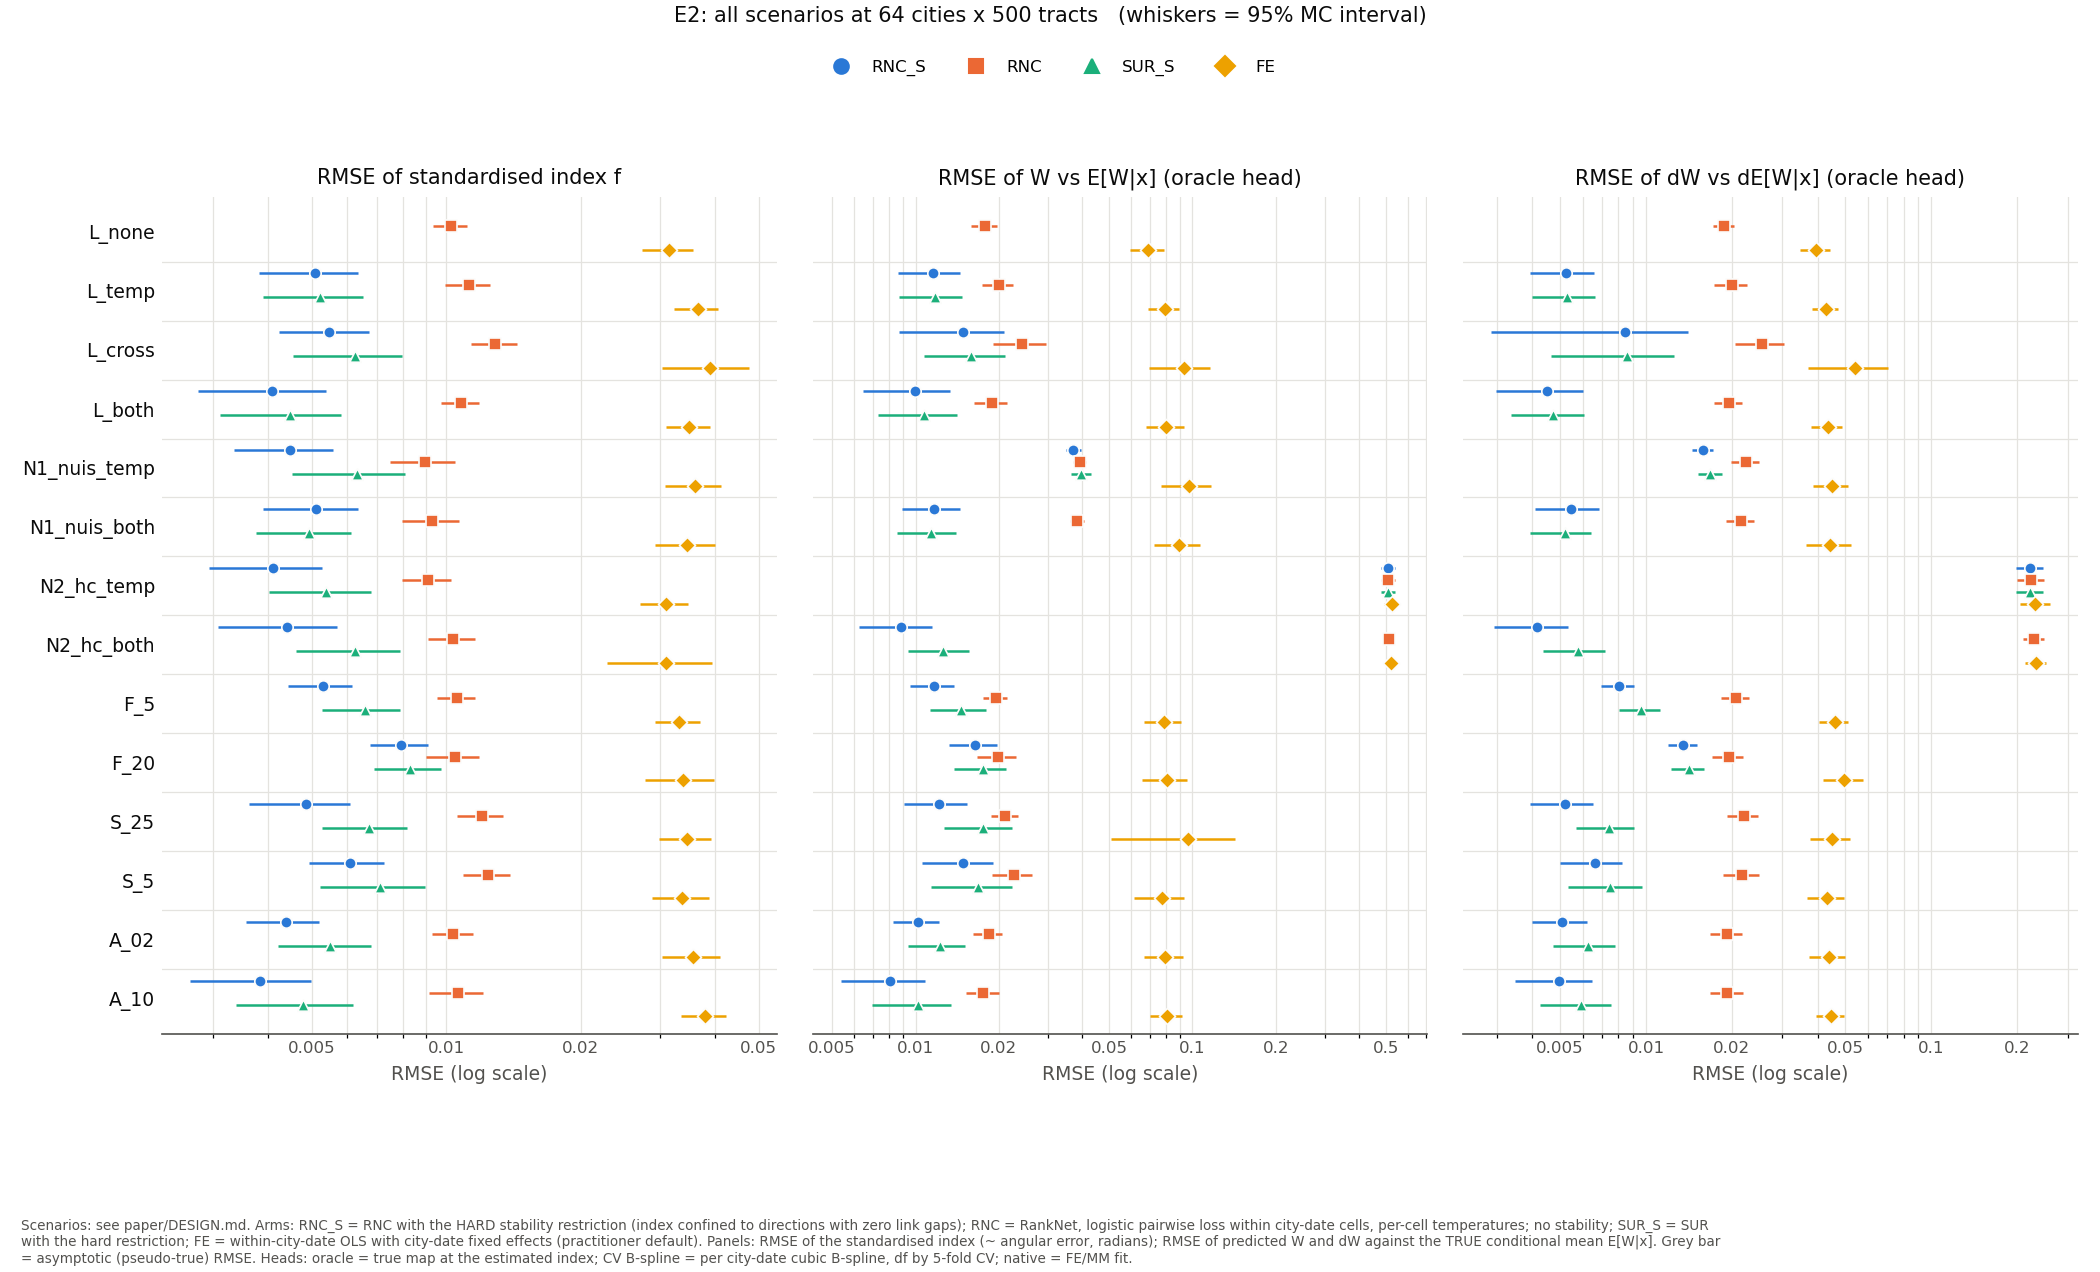 E2: all scenarios at 64 cities x 500 tracts   (whiskers = 95% MC interval)
RNC_S RNC SUR_S FE
RMSE of standardised index f
RMSE of W vs E[W|x] (oracle head)
RMSE of dW vs dE[W|x] (oracle head)
L_none
L_temp
L_cross
L_both
N1_nuis_temp
N1_nuis_both
N2_hc_temp
N2_hc_both
F_5
F_20
S_25
S_5
A_02
A_10
0.005 0.01 0.02 0.05
RMSE (log scale)
0.005 0.01 0.02 0.05 0.1 0.2 0.5
RMSE (log scale)
0.005 0.01 0.02 0.05 0.1 0.2
RMSE (log scale)
Scenarios: see paper/DESIGN.md. Arms: RNC_S = RNC with the HARD stability restriction (index confined to directions with zero link gaps); RNC = RankNet, logistic pairwise loss within city-date cells, per-cell temperatures; no stability; SUR_S = SUR
with the hard restriction; FE = within-city-date OLS with city-date fixed effects (practitioner default). Panels: RMSE of the standardised index (~ angular error, radians); RMSE of predicted W and dW against the TRUE conditional mean E[W|x]. Grey bar
= asymptotic (pseudo-true) RMSE. Heads: oracle = true map at the estimated index; CV B-spline = per city-date cubic B-spline, df by 5-fold CV; native = FE/MM fit.